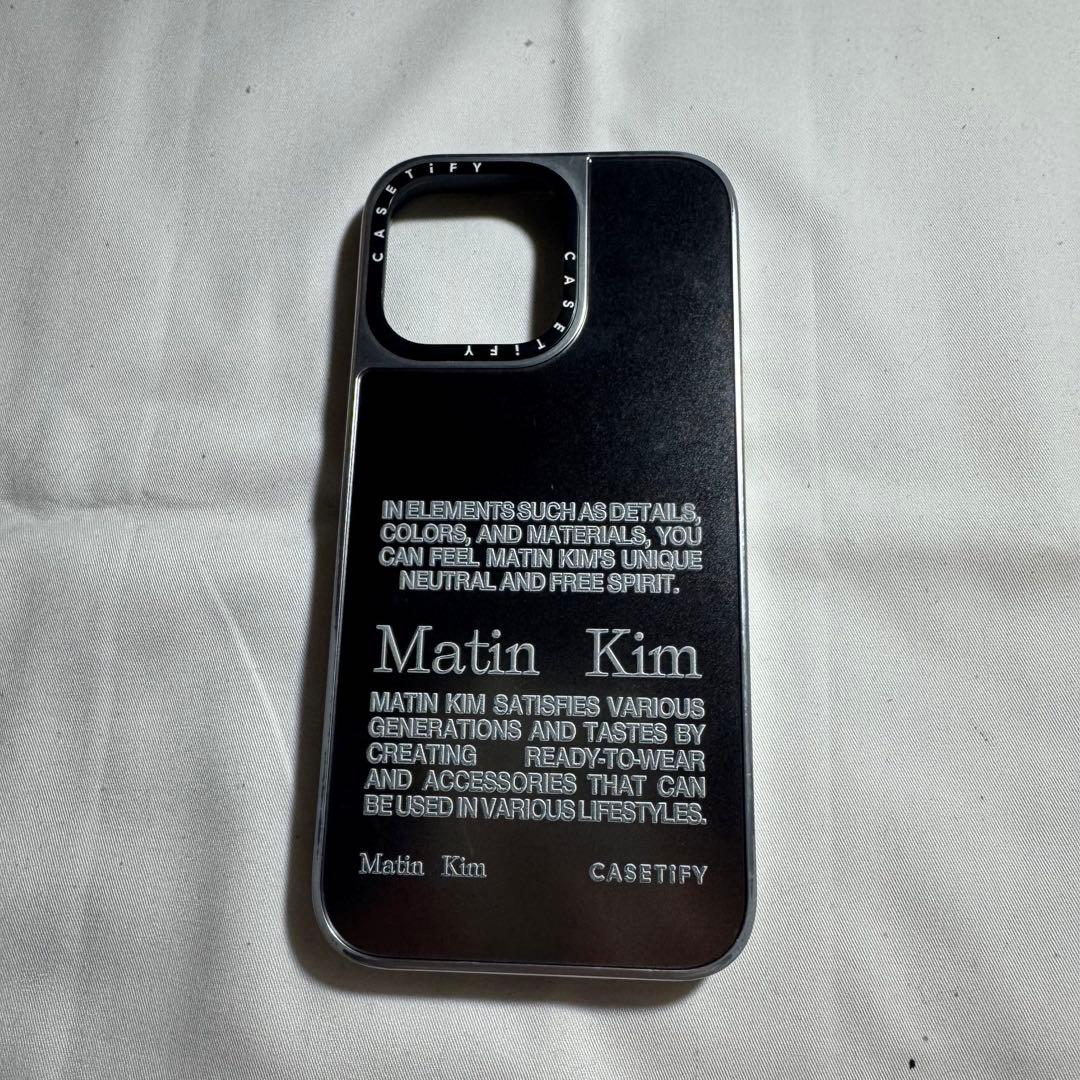 CASETiFY
CASETiFY
IN ELEMENTS SUCH AS DETAILS,
COLORS, AND MATERIALS, YOU
CAN FEEL MATIN KIM'S UNIQUE
NEUTRAL AND FREE SPIRIT.
Matin Kim
MATIN KIM SATISFIES VARIOUS
GENERATIONS AND TASTES BY
CREATING READY-TO-WEAR
AND ACCESSORIES THAT CAN
BE USED IN VARIOUS LIFESTYLES.
Matin Kim CASETiFY